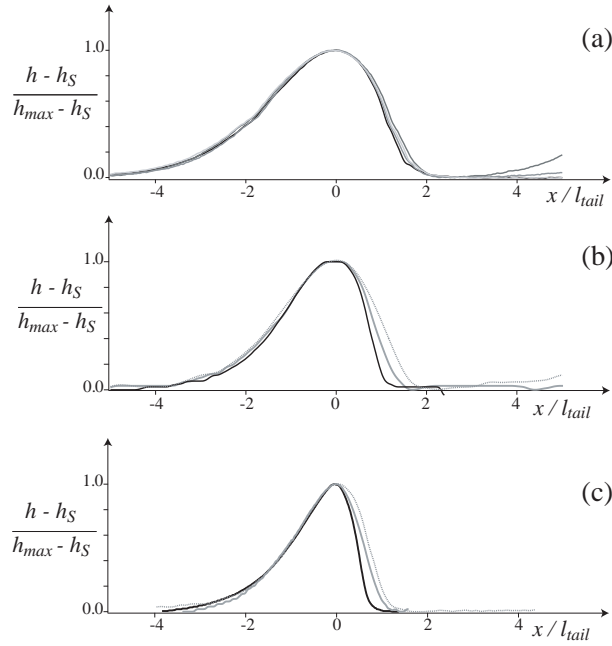 (a)
1.0
h - h_S
h_max - h_S
0.0
-4 -2 0 2 4
x / l_tail
(b)
1.0
h - h_S
h_max - h_S
0.0
-4 -2 0 2 4
x / l_tail
(c)
1.0
h - h_S
h_max - h_S
0.0
-4 -2 0 2 4
x / l_tail